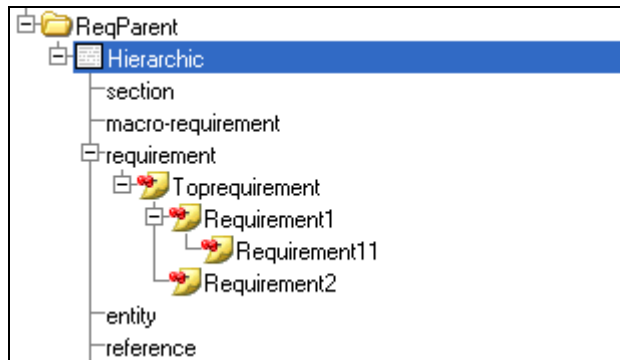 ReqParent
Hierarchic
section
macro-requirement
requirement
Toprequirement
Requirement1
Requirement11
Requirement2
entity
reference